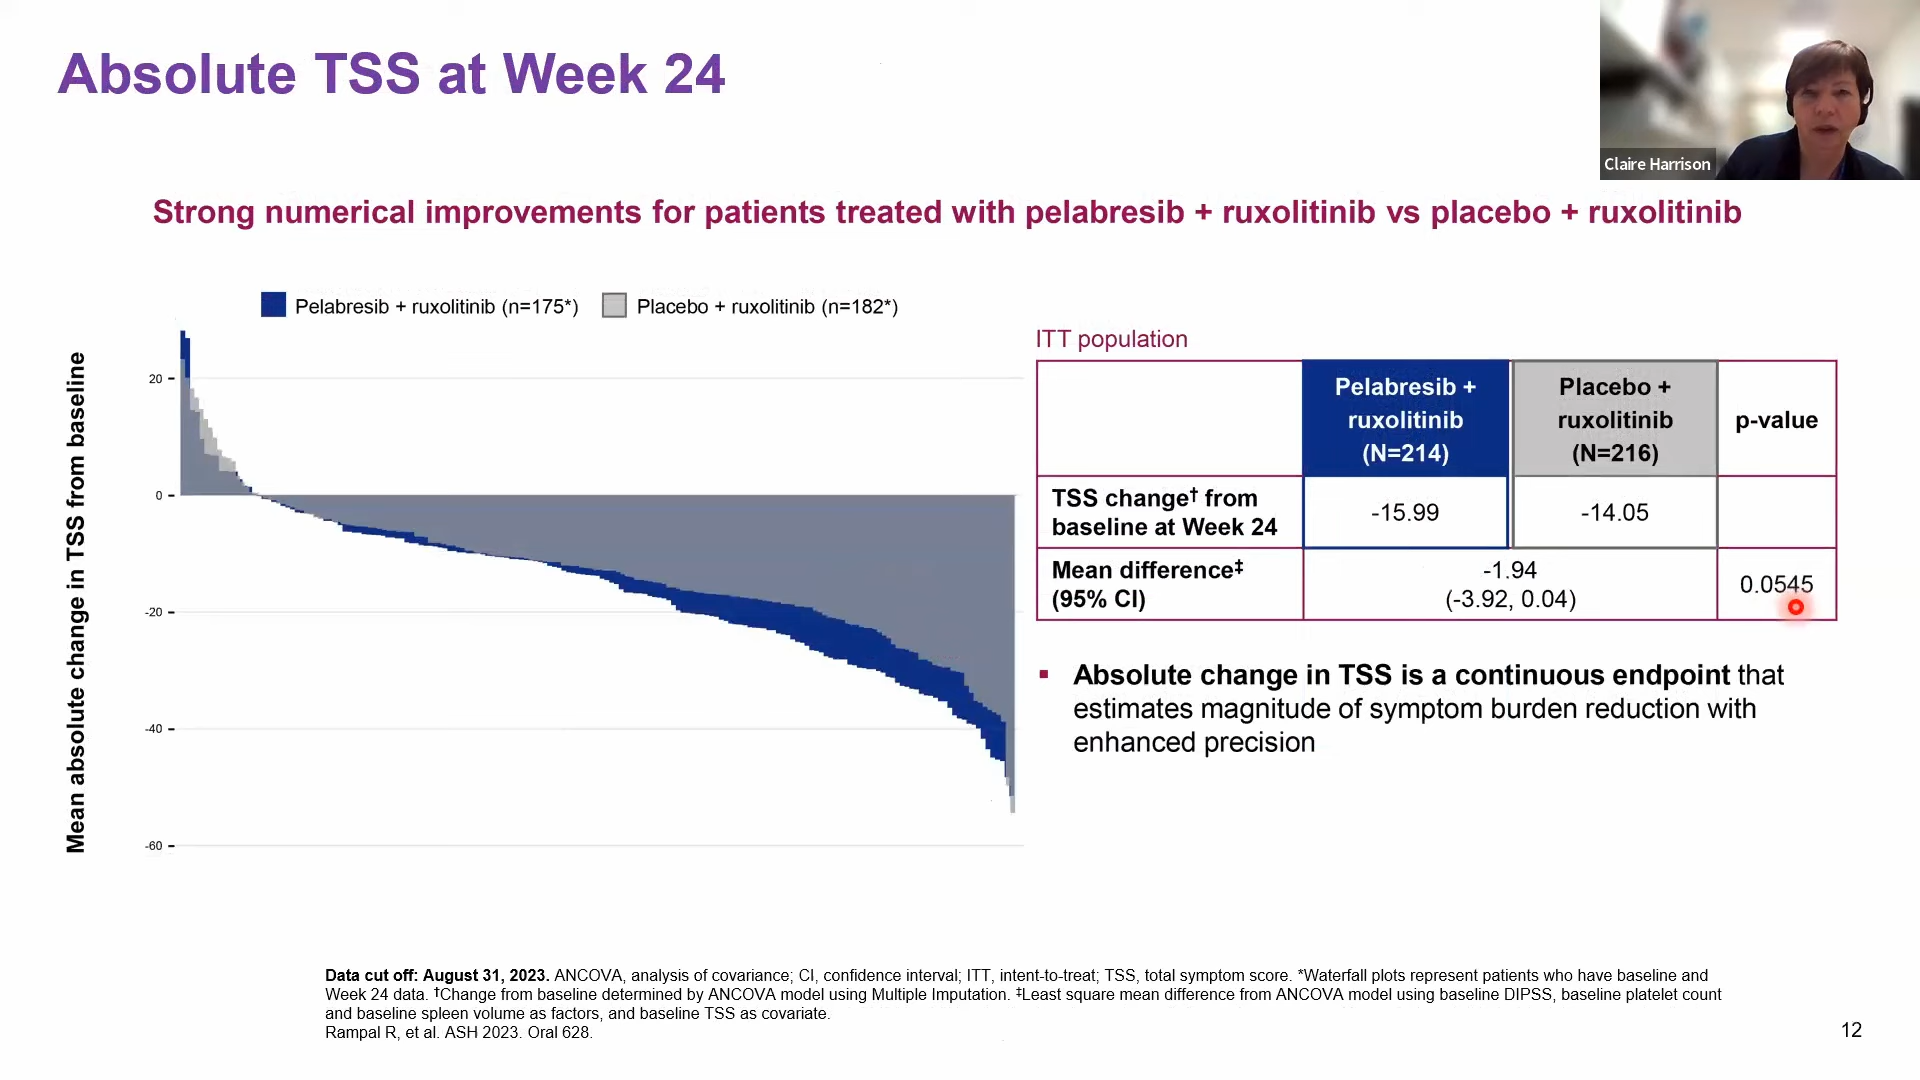 Absolute TSS at Week 24
Claire Harrison
Strong numerical improvements for patients treated with pelabresib + ruxolitinib vs placebo + ruxolitinib
Pelabresib + ruxolitinib (n=175*)
Placebo + ruxolitinib (n=182*)
Mean absolute change in TSS from baseline
20
0
-20
-40
-60
ITT population
Pelabresib +
ruxolitinib
(N=214)
Placebo +
ruxolitinib
(N=216)
p-value
TSS change† from
baseline at Week 24
-15.99
-14.05
Mean difference‡
(95% CI)
-1.94
(-3.92, 0.04)
0.0545
▪ Absolute change in TSS is a continuous endpoint that
estimates magnitude of symptom burden reduction with
enhanced precision
Data cut off: August 31, 2023. ANCOVA, analysis of covariance; CI, confidence interval; ITT, intent-to-treat; TSS, total symptom score. *Waterfall plots represent patients who have baseline and
Week 24 data. †Change from baseline determined by ANCOVA model using Multiple Imputation. ‡Least square mean difference from ANCOVA model using baseline DIPSS, baseline platelet count
and baseline spleen volume as factors, and baseline TSS as covariate.
Rampal R, et al. ASH 2023. Oral 628.
12